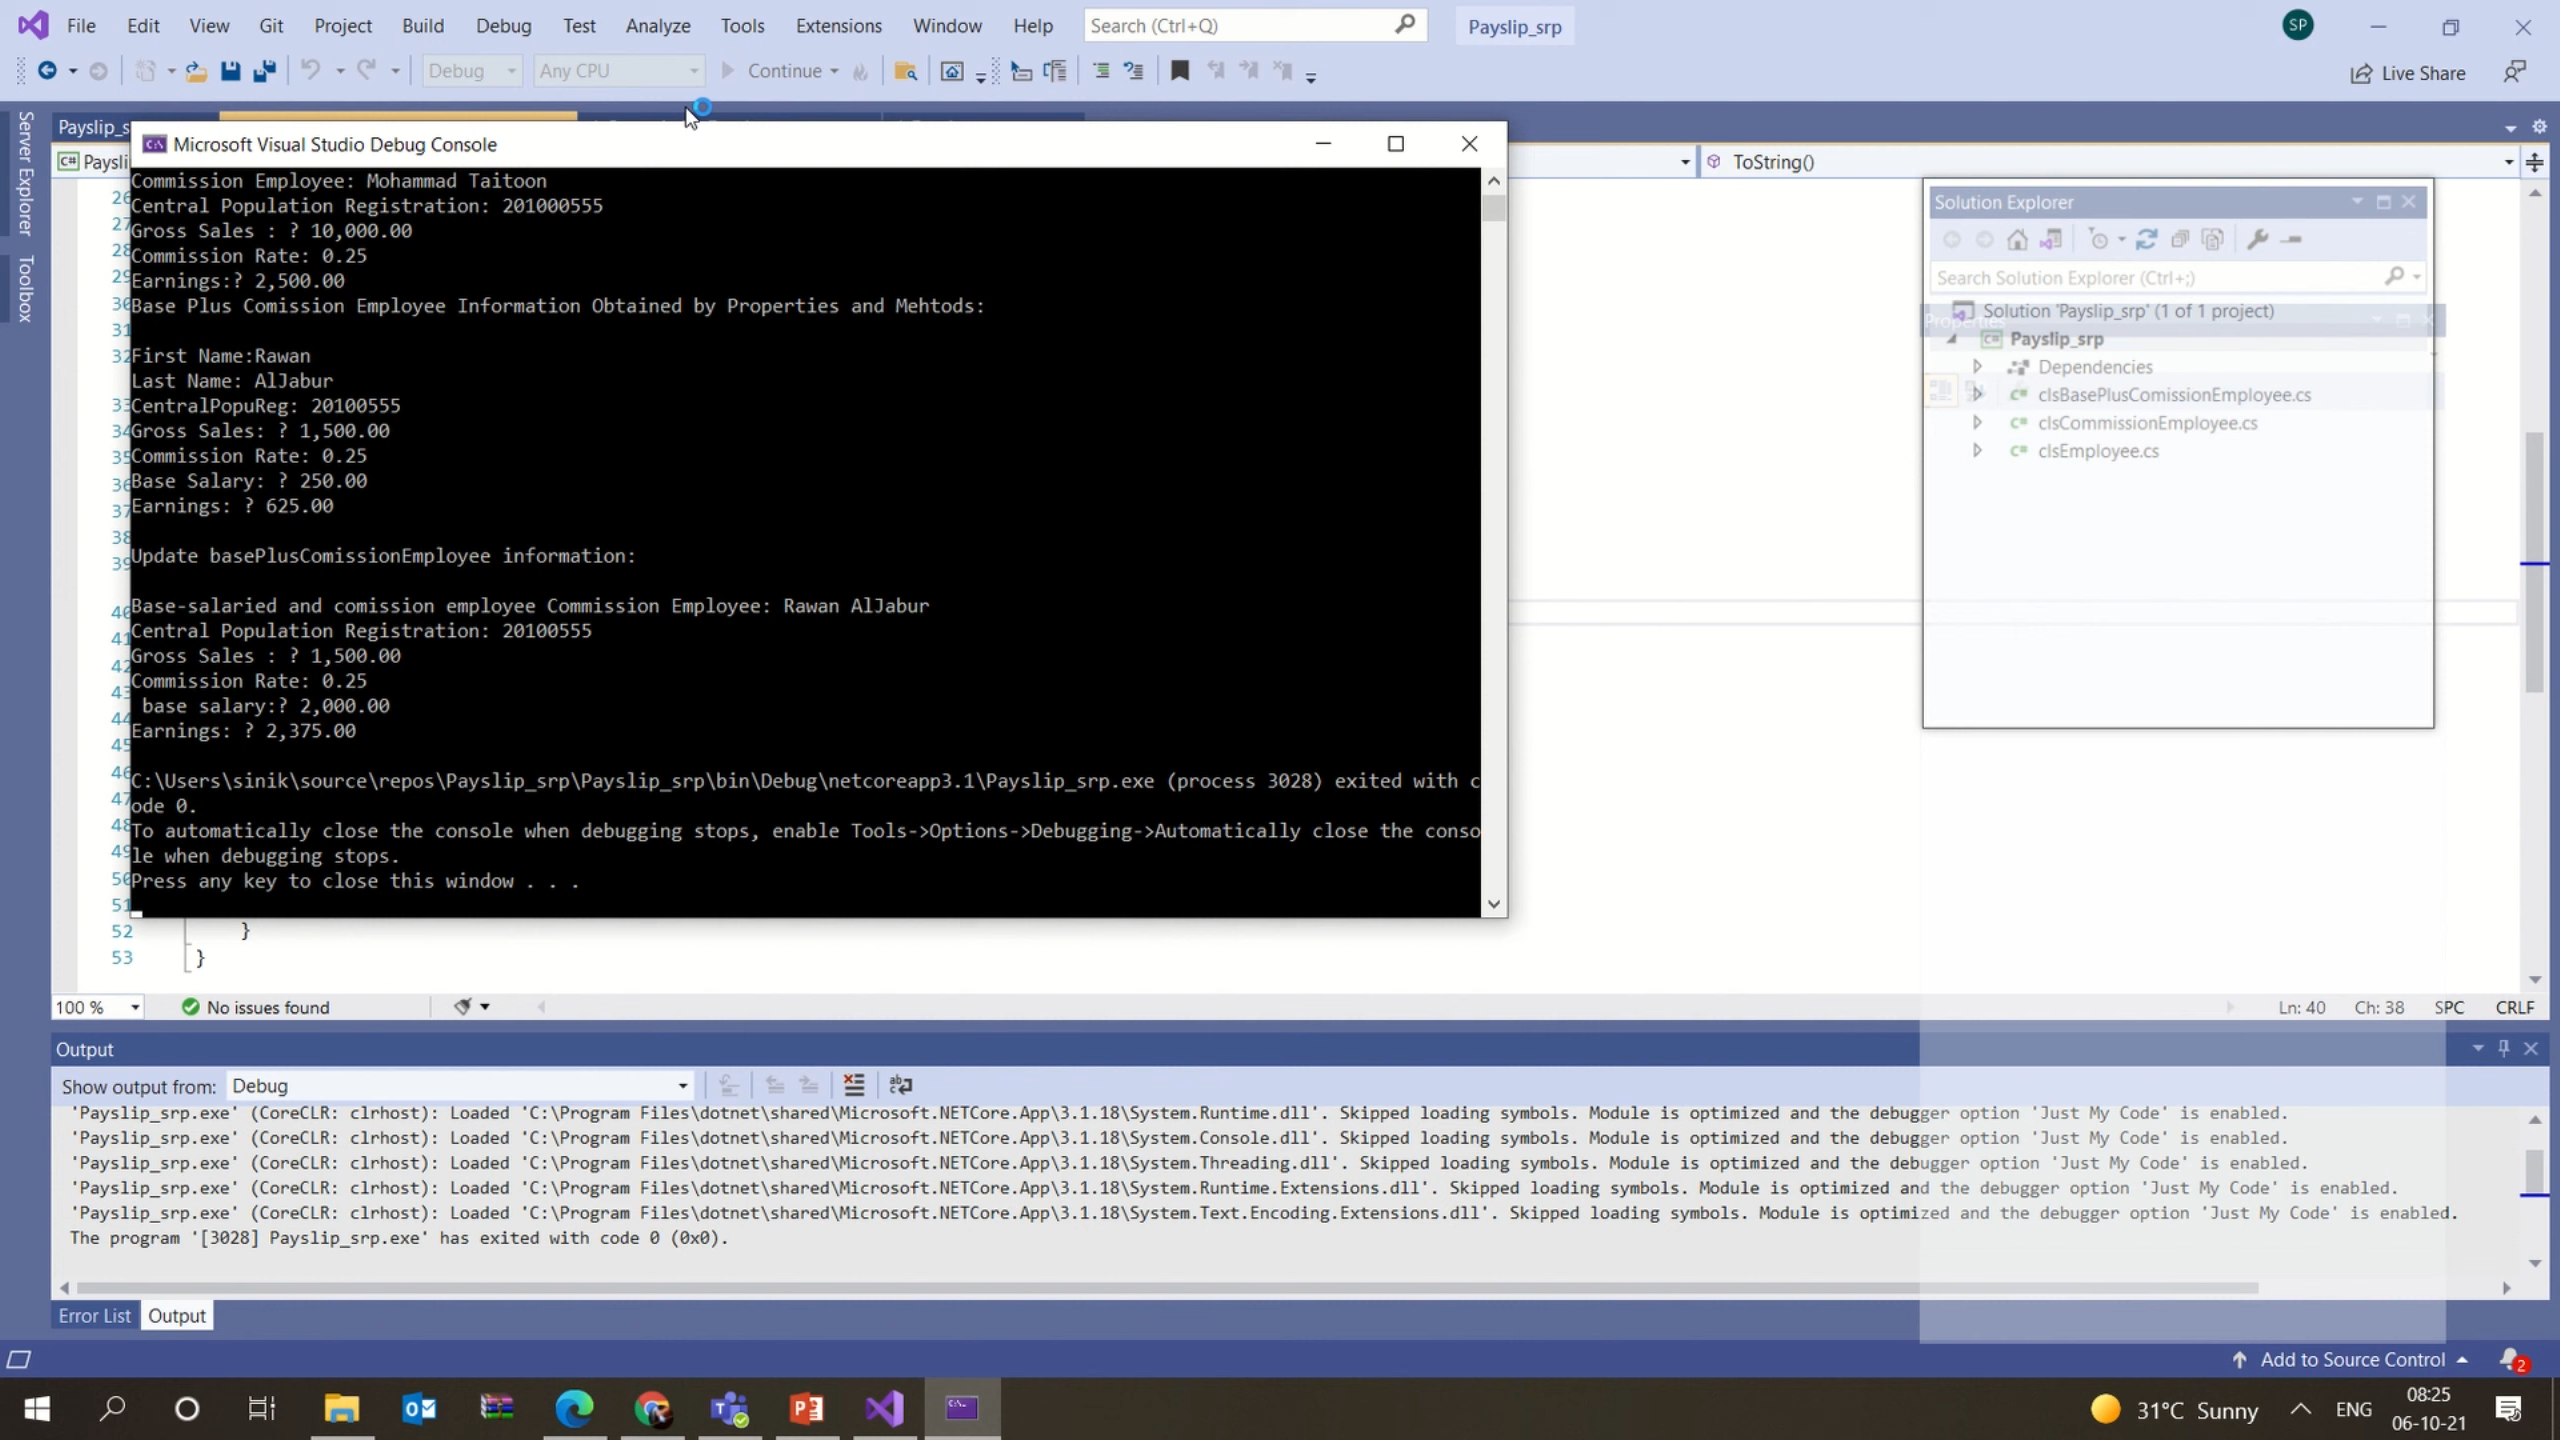 File Edit View Git Project Build Debug Test Analyze Tools Extensions Window Help Search (Ctrl+Q) Payslip_srp SP
Debug Any CPU Continue Live Share
Server Explorer
Toolbox
Payslip_s
Microsoft Visual Studio Debug Console
C# Paysli
ToString()
Commission Employee: Mohammad Taitoon
Central Population Registration: 201000555
Gross Sales : ? 10,000.00
Commission Rate: 0.25
Earnings:? 2,500.00
Base Plus Comission Employee Information Obtained by Properties and Mehtods:
First Name:Rawan
Last Name: AlJabur
CentralPopuReg: 20100555
Gross Sales: ? 1,500.00
Commission Rate: 0.25
Base Salary: ? 250.00
Earnings: ? 625.00
Update basePlusComissionEmployee information:
Base-salaried and comission employee Commission Employee: Rawan AlJabur
Central Population Registration: 20100555
Gross Sales : ? 1,500.00
Commission Rate: 0.25
base salary:? 2,000.00
Earnings: ? 2,375.00
C:\Users\sinik\source\repos\Payslip_srp\Payslip_srp\bin\Debug\netcoreapp3.1\Payslip_srp.exe (process 3028) exited with c
ode 0.
To automatically close the console when debugging stops, enable Tools->Options->Debugging->Automatically close the conso
le when debugging stops.
Press any key to close this window . . .
52 }
53 }
Solution Explorer
Search Solution Explorer (Ctrl+;)
Solution 'Payslip_srp' (1 of 1 project)
Properties
Payslip_srp
Dependencies
clsBasePlusComissionEmployee.cs
clsCommissionEmployee.cs
clsEmployee.cs
100 % No issues found Ln: 40 Ch: 38 SPC CRLF
Output
Show output from: Debug
'Payslip_srp.exe' (CoreCLR: clrhost): Loaded 'C:\Program Files\dotnet\shared\Microsoft.NETCore.App\3.1.18\System.Runtime.dll'. Skipped loading symbols. Module is optimized and the debugger option 'Just My Code' is enabled.
'Payslip_srp.exe' (CoreCLR: clrhost): Loaded 'C:\Program Files\dotnet\shared\Microsoft.NETCore.App\3.1.18\System.Console.dll'. Skipped loading symbols. Module is optimized and the debugger option 'Just My Code' is enabled.
'Payslip_srp.exe' (CoreCLR: clrhost): Loaded 'C:\Program Files\dotnet\shared\Microsoft.NETCore.App\3.1.18\System.Threading.dll'. Skipped loading symbols. Module is optimized and the debugger option 'Just My Code' is enabled.
'Payslip_srp.exe' (CoreCLR: clrhost): Loaded 'C:\Program Files\dotnet\shared\Microsoft.NETCore.App\3.1.18\System.Runtime.Extensions.dll'. Skipped loading symbols. Module is optimized and the debugger option 'Just My Code' is enabled.
'Payslip_srp.exe' (CoreCLR: clrhost): Loaded 'C:\Program Files\dotnet\shared\Microsoft.NETCore.App\3.1.18\System.Text.Encoding.Extensions.dll'. Skipped loading symbols. Module is optimized and the debugger option 'Just My Code' is enabled.
The program '[3028] Payslip_srp.exe' has exited with code 0 (0x0).
Error List Output
Add to Source Control 2
31°C Sunny ENG 08:25
06-10-21